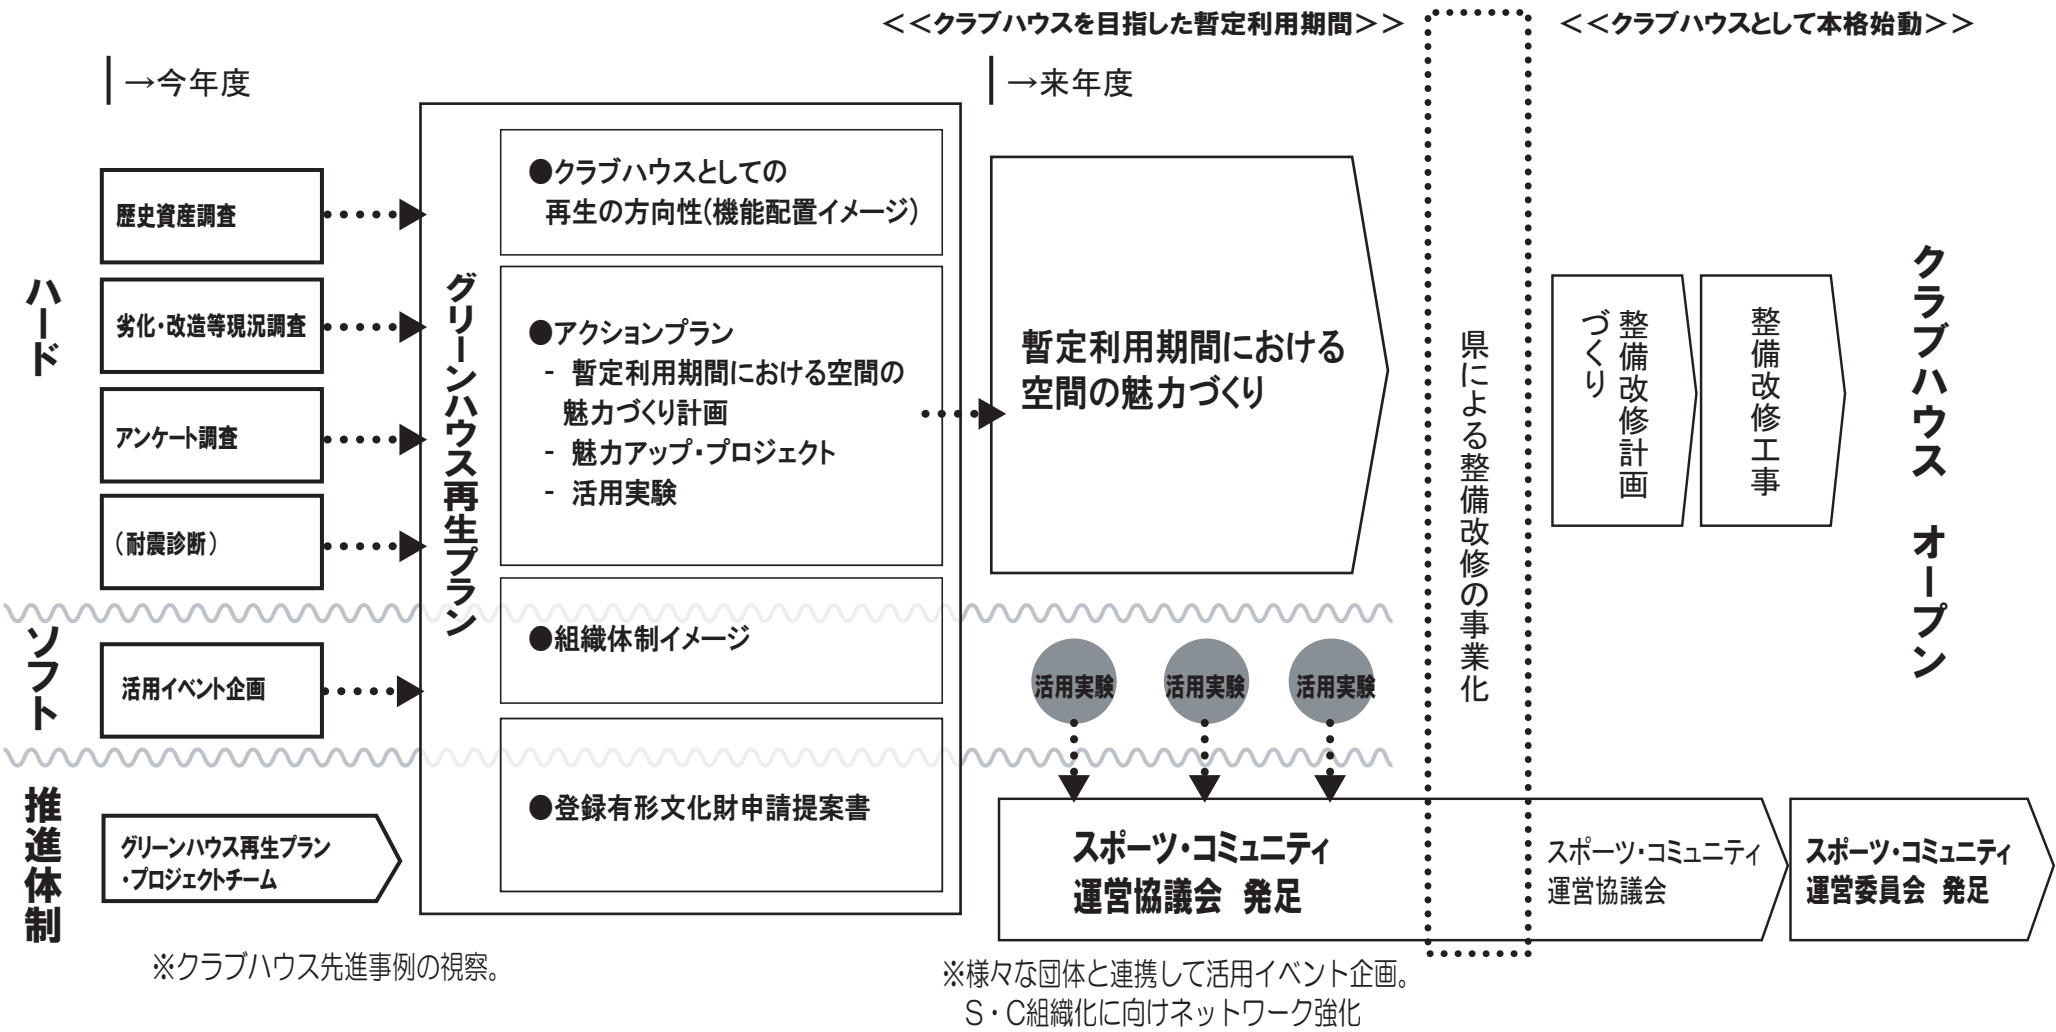 <<クラブハウスを目指した暫定利用期間>>
<<クラブハウスとして本格始動>>
→今年度
→来年度
ハード
歴史資産調査
劣化・改造等現況調査
アンケート調査
(耐震診断)
ソフト
活用イベント企画
推進体制
グリーンハウス再生プラン
・プロジェクトチーム
※クラブハウス先進事例の視察。
グリーンハウス再生プラン
●クラブハウスとしての
再生の方向性(機能配置イメージ)
●アクションプラン
- 暫定利用期間における空間の
魅力づくり計画
- 魅力アップ・プロジェクト
- 活用実験
●組織体制イメージ
●登録有形文化財申請提案書
暫定利用期間における
空間の魅力づくり
活用実験
活用実験
活用実験
スポーツ・コミュニティ
運営協議会 発足
※様々な団体と連携して活用イベント企画。
S・C組織化に向けネットワーク強化
県による整備改修の事業化
整備改修計画
づくり
整備改修工事
クラブハウス オープン
スポーツ・コミュニティ
運営協議会
スポーツ・コミュニティ
運営委員会 発足